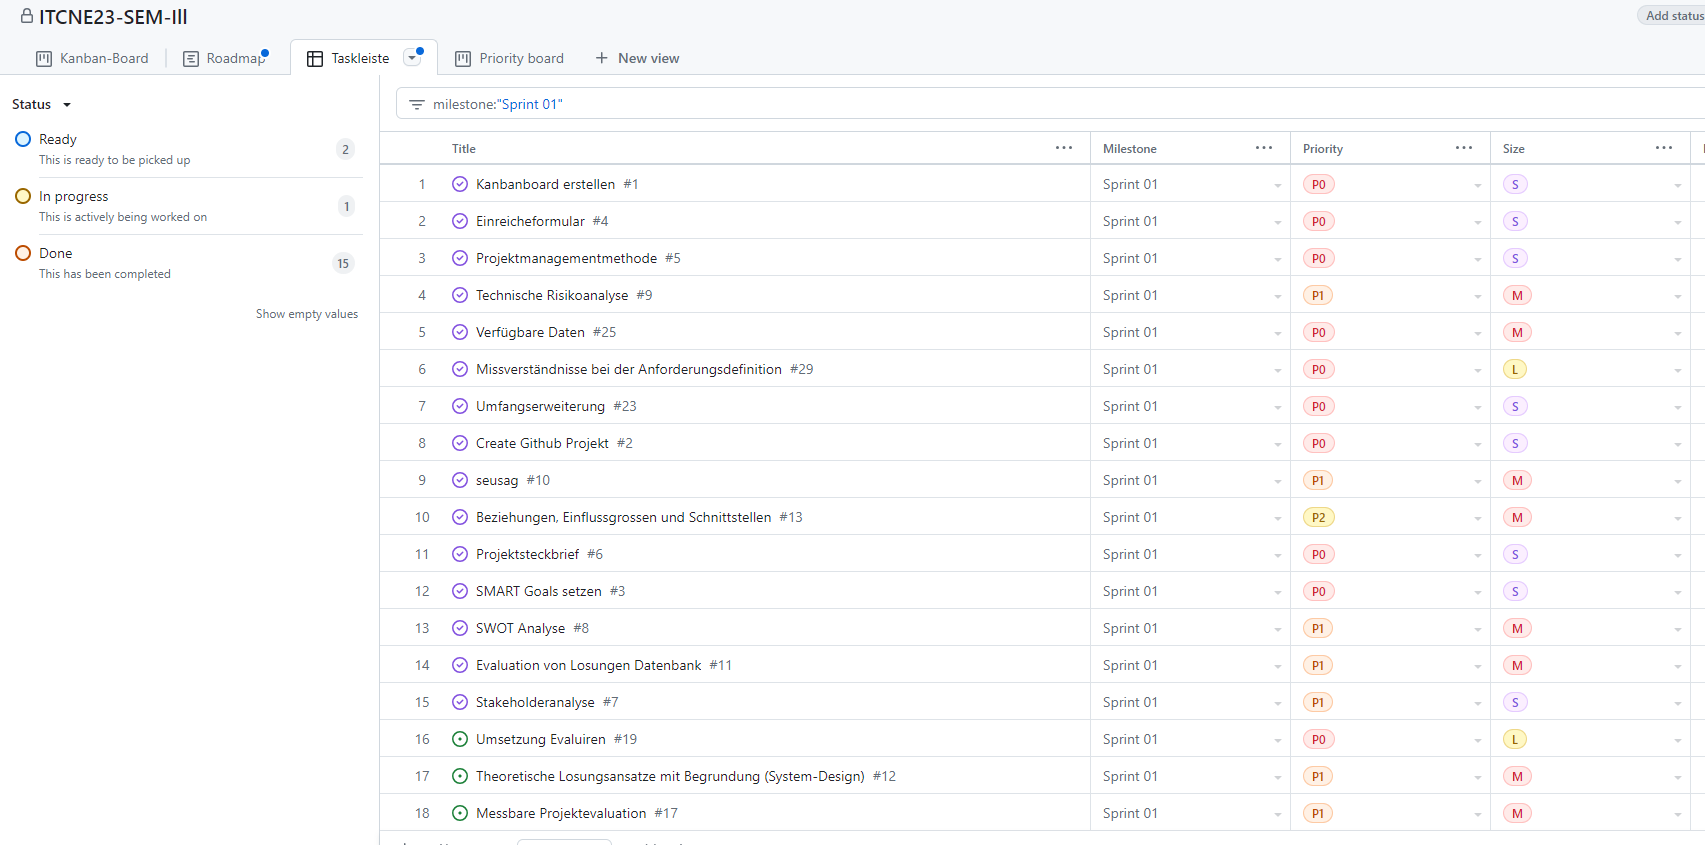 ITCNE23-SEM-III
Add status
Kanban-Board
Roadmap
Taskleiste
Priority board
New view
Status
Ready
This is ready to be picked up
2
In progress
This is actively being worked on
1
Done
This has been completed
15
Show empty values
milestone:"Sprint 01"
Title Milestone Priority Size
1 Kanbanboard erstellen #1 Sprint 01 P0 S
2 Einreicheformular #4 Sprint 01 P0 S
3 Projektmanagementmethode #5 Sprint 01 P0 S
4 Technische Risikoanalyse #9 Sprint 01 P1 M
5 Verfügbare Daten #25 Sprint 01 P0 M
6 Missverständnisse bei der Anforderungsdefinition #29 Sprint 01 P0 L
7 Umfangserweiterung #23 Sprint 01 P0 S
8 Create Github Projekt #2 Sprint 01 P0 S
9 seusag #10 Sprint 01 P1 M
10 Beziehungen, Einflussgrossen und Schnittstellen #13 Sprint 01 P2 M
11 Projektsteckbrief #6 Sprint 01 P0 S
12 SMART Goals setzen #3 Sprint 01 P0 S
13 SWOT Analyse #8 Sprint 01 P1 M
14 Evaluation von Losungen Datenbank #11 Sprint 01 P1 M
15 Stakeholderanalyse #7 Sprint 01 P1 S
16 Umsetzung Evaluiren #19 Sprint 01 P0 L
17 Theoretische Losungsansatze mit Begrundung (System-Design) #12 Sprint 01 P1 M
18 Messbare Projektevaluation #17 Sprint 01 P1 M